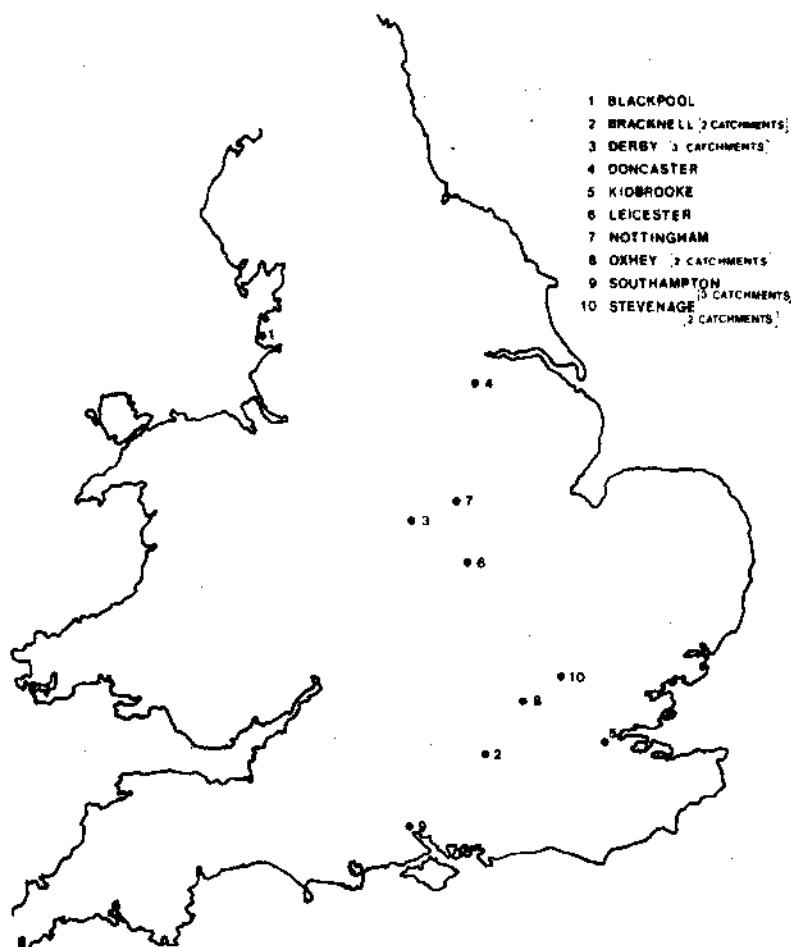 1 BLACKPOOL
2 BRACKNELL [2 CATCHMENTS]
3 DERBY [3 CATCHMENTS]
4 DONCASTER
5 KIDBROOKE
6 LEICESTER
7 NOTTINGHAM
8 OXHEY [2 CATCHMENTS]
9 SOUTHAMPTON [3 CATCHMENTS]
10 STEVENAGE [2 CATCHMENTS]
1
4
7
3
6
10
8
5
2
9